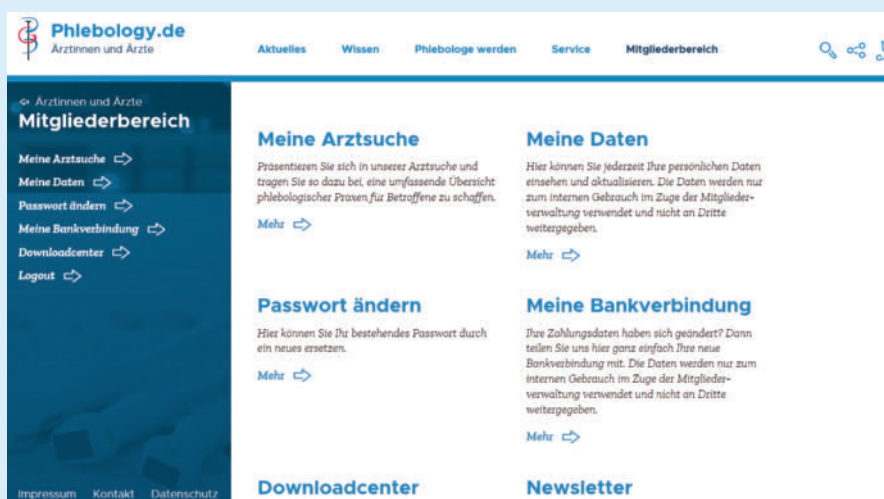 Phlebology.de
Ärztinnen und Ärzte
Aktuelles Wissen Phlebologe werden Service Mitgliederbereich
Ärztinnen und Ärzte
Mitgliederbereich
Meine Arztsuche
Meine Daten
Passwort ändern
Meine Bankverbindung
Downloadcenter
Logout
Impressum Kontakt Datenschutz
Meine Arztsuche
Präsentieren Sie sich in unserer Arztsuche und
tragen Sie so dazu bei, eine umfassende Übersicht
phlebologischer Praxen für Betroffene zu schaffen.
Mehr
Meine Daten
Hier können Sie jederzeit Ihre persönlichen Daten
einsehen und aktualisieren. Die Daten werden nur
zum internen Gebrauch im Zuge der Mitglieder-
verwaltung verwendet und nicht an Dritte
weitergegeben.
Mehr
Passwort ändern
Hier können Sie Ihr bestehendes Passwort durch
ein neues ersetzen.
Mehr
Meine Bankverbindung
Ihre Zahlungsdaten haben sich geändert? Dann
teilen Sie uns hier ganz einfach Ihre neue
Bankverbindung mit. Die Daten werden nur zum
internen Gebrauch im Zuge der Mitglieder-
verwaltung verwendet und nicht an Dritte
weitergegeben.
Mehr
Downloadcenter
Newsletter